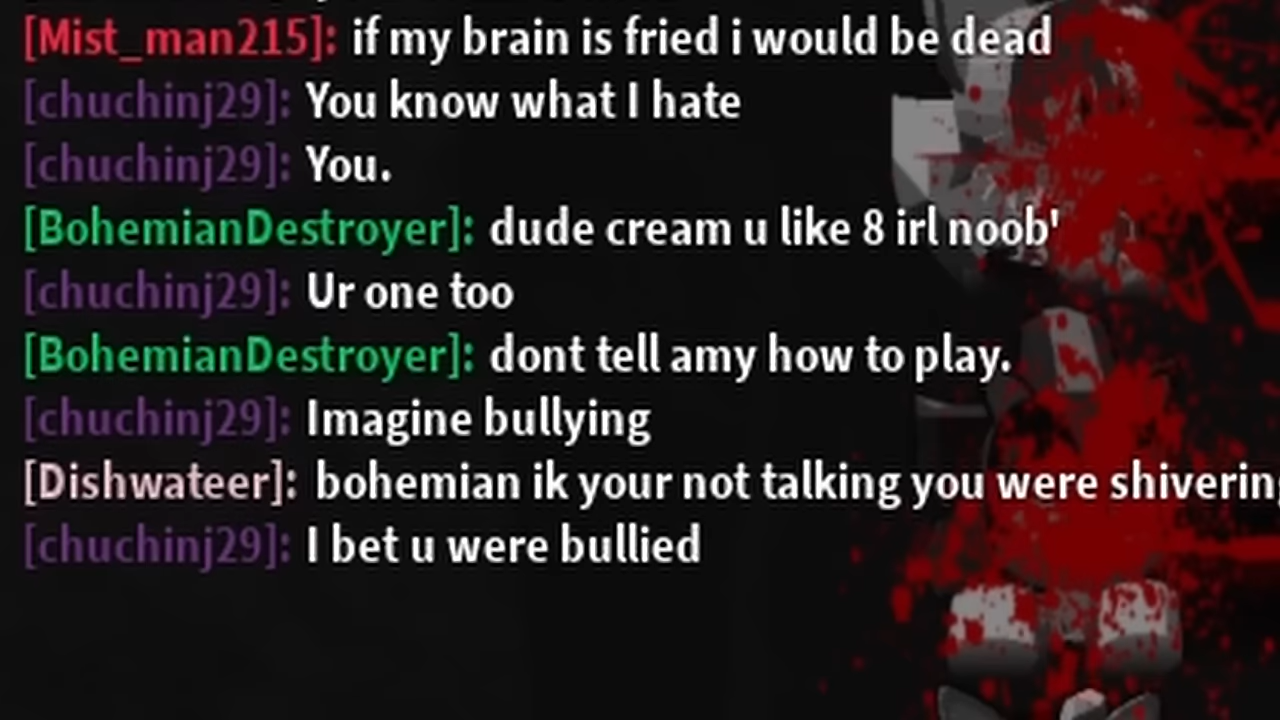 [Mist_man215]: if my brain is fried i would be dead
[chuchinj29]: You know what I hate
[chuchinj29]: You.
[BohemianDestroyer]: dude cream u like 8 irl noob'
[chuchinj29]: Ur one too
[BohemianDestroyer]: dont tell amy how to play.
[chuchinj29]: Imagine bullying
[Dishwateer]: bohemian ik your not talking you were shivering
[chuchinj29]: I bet u were bullied